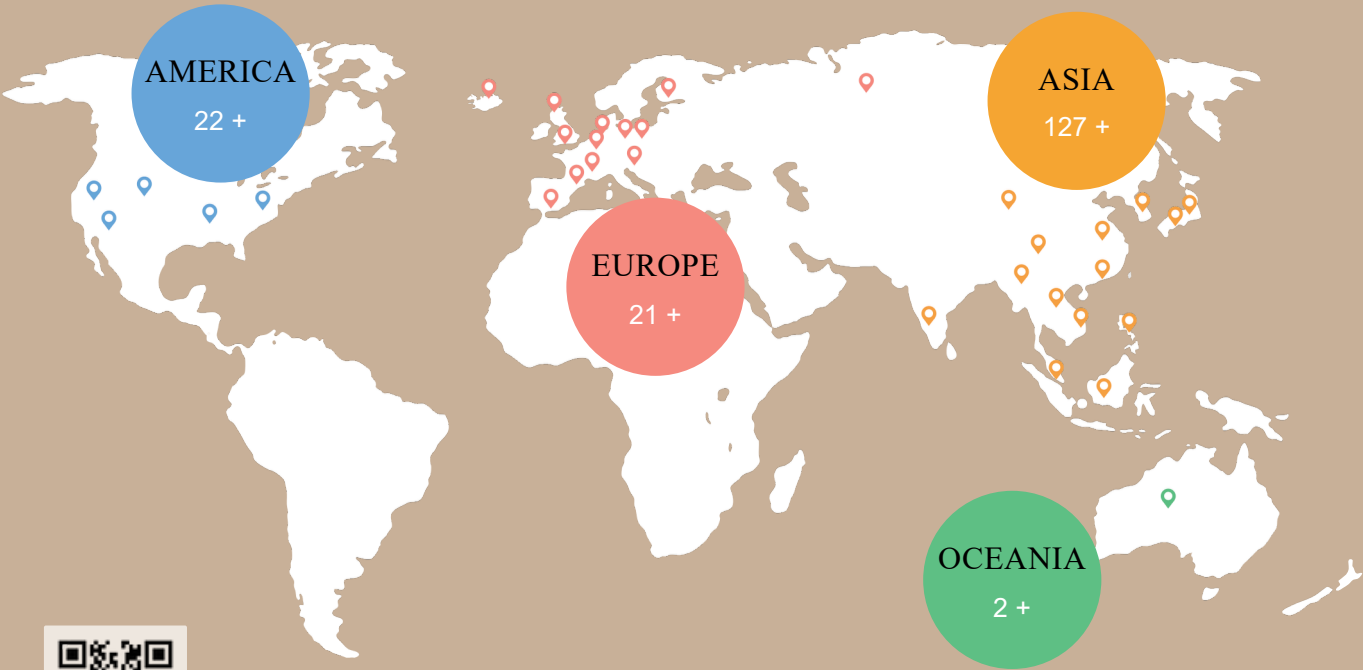 AMERICA
22 +
ASIA
127 +
EUROPE
21 +
OCEANIA
2 +